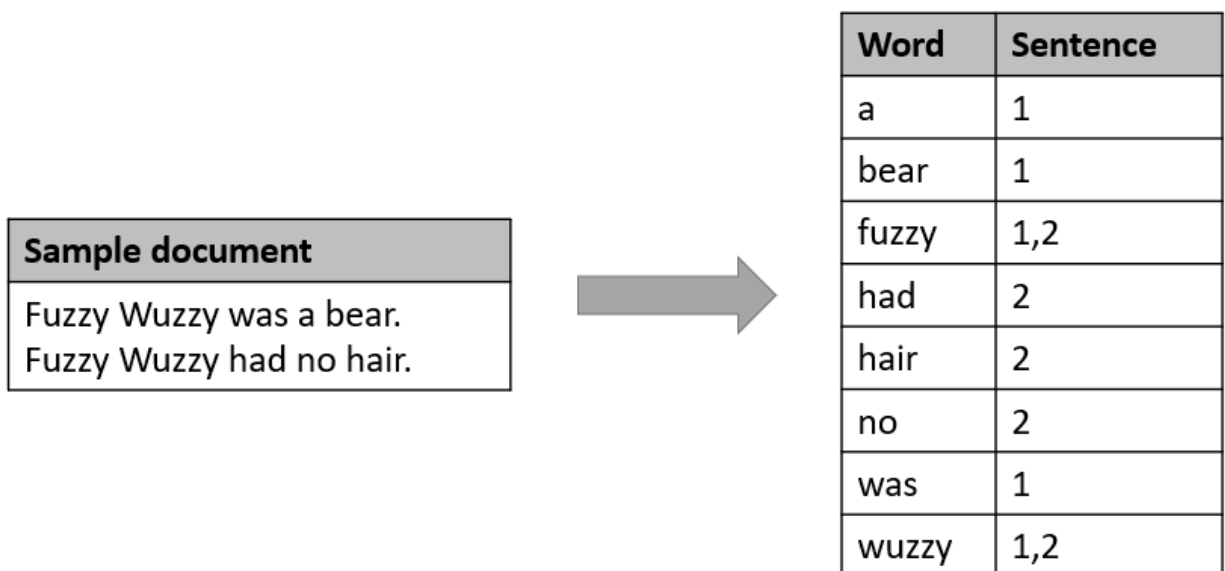 Sample document
Fuzzy Wuzzy was a bear.
Fuzzy Wuzzy had no hair.
Word Sentence
a 1
bear 1
fuzzy 1,2
had 2
hair 2
no 2
was 1
wuzzy 1,2